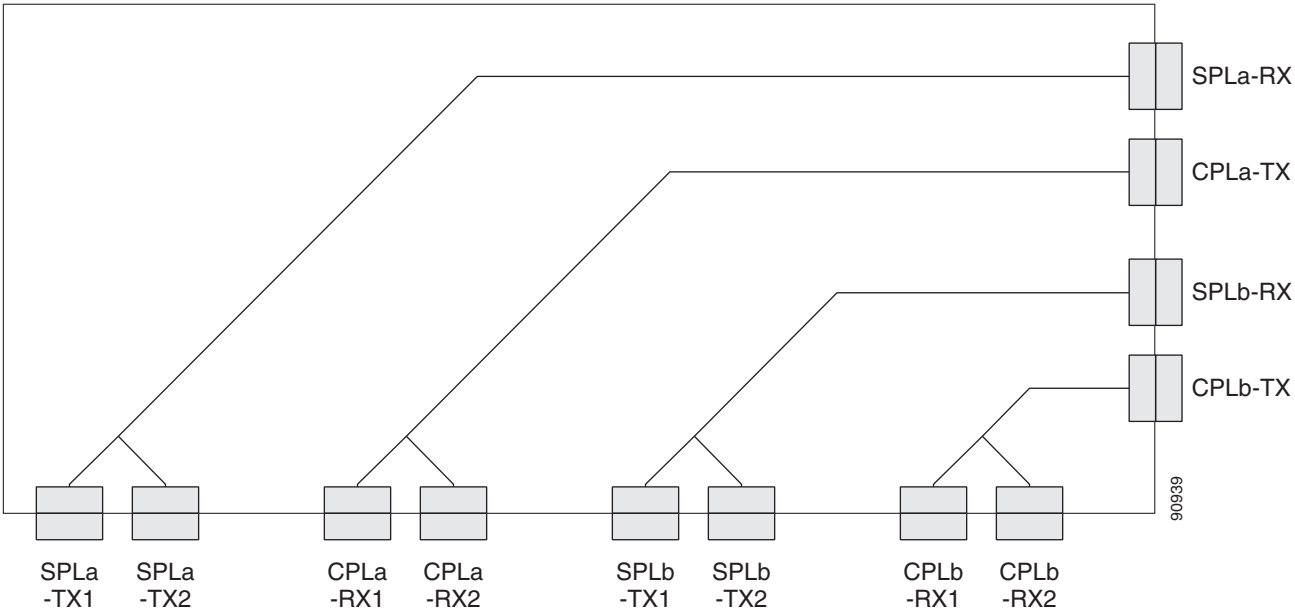 SPLa-RX
CPLa-TX
SPLb-RX
CPLb-TX
90939
SPLa
-TX1
SPLa
-TX2
CPLa
-RX1
CPLa
-RX2
SPLb
-TX1
SPLb
-TX2
CPLb
-RX1
CPLb
-RX2